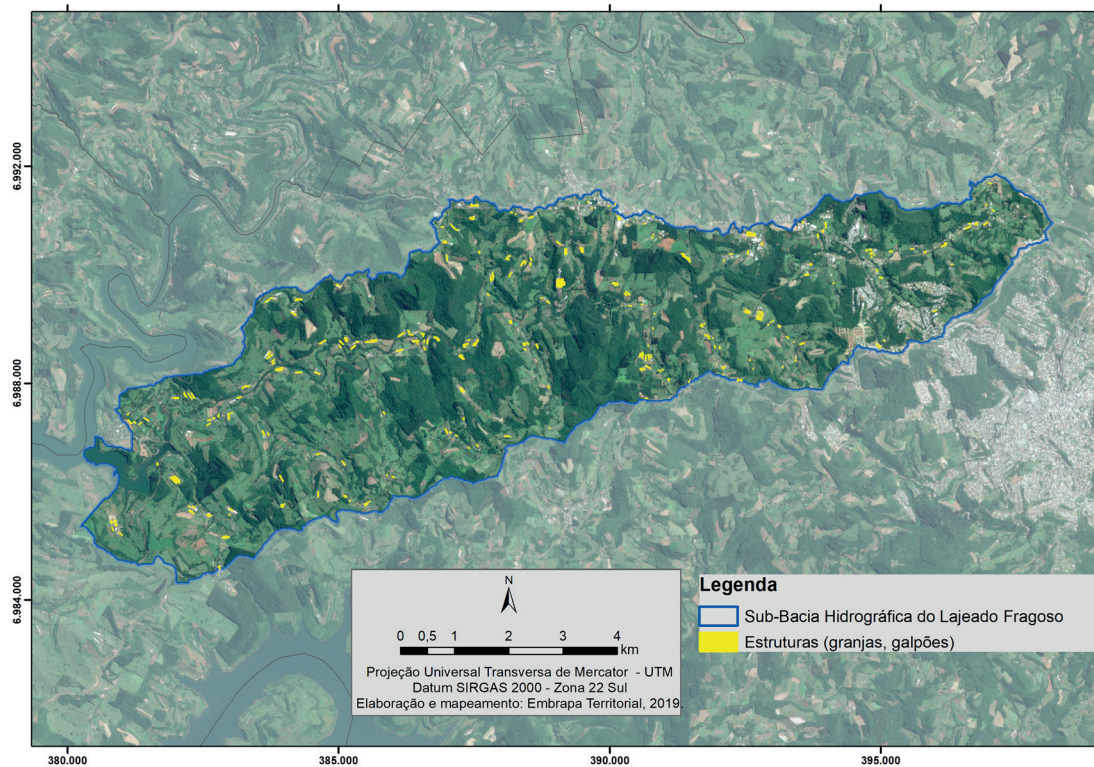 6.992.000
6.988.000
6.984.000
N
0 0,5 1 2 3 4
km
Projeção Universal Transversa de Mercator - UTM
Datum SIRGAS 2000 - Zona 22 Sul
Elaboração e mapeamento: Embrapa Territorial, 2019.
Legenda
Sub-Bacia Hidrográfica do Lajeado Fragoso
Estruturas (granjas, galpões)
380.000 385.000 390.000 395.000